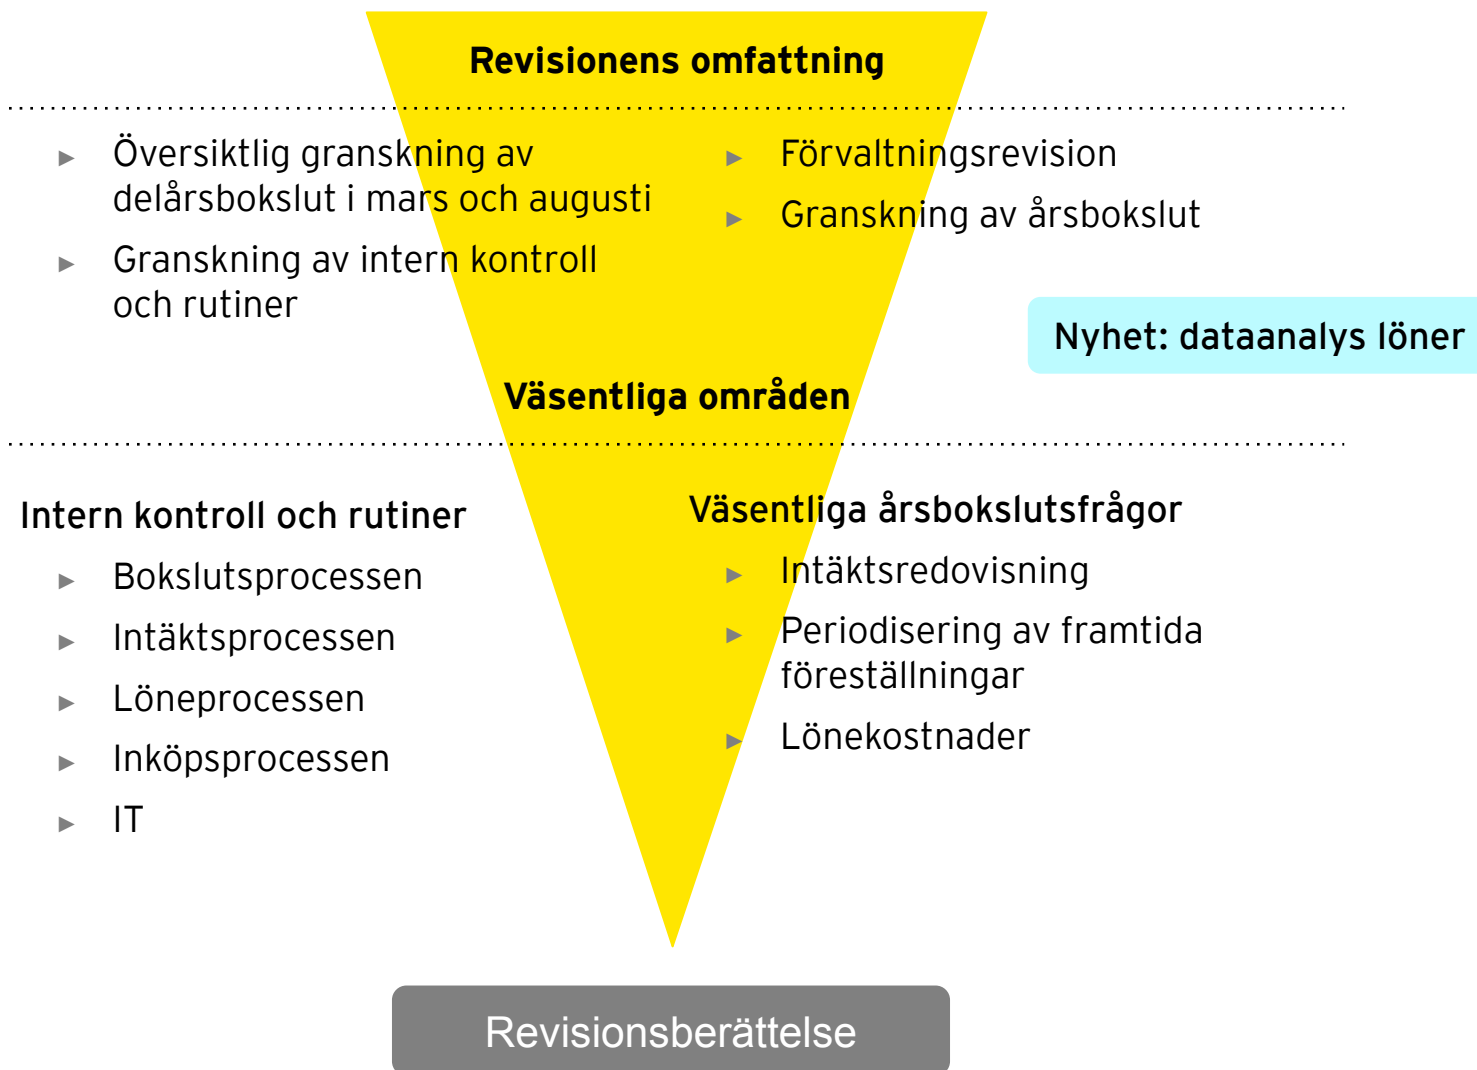 Revisionens omfattning
► Översiktlig granskning av
delårsbokslut i mars och augusti
► Granskning av intern kontroll
och rutiner
► Förvaltningsrevision
► Granskning av årsbokslut
Nyhet: dataanalys löner
Väsentliga områden
Intern kontroll och rutiner
► Bokslutsprocessen
► Intäktsprocessen
► Löneprocessen
► Inköpsprocessen
► IT
Väsentliga årsbokslutsfrågor
► Intäktsredovisning
► Periodisering av framtida
föreställningar
► Lönekostnader
Revisionsberättelse